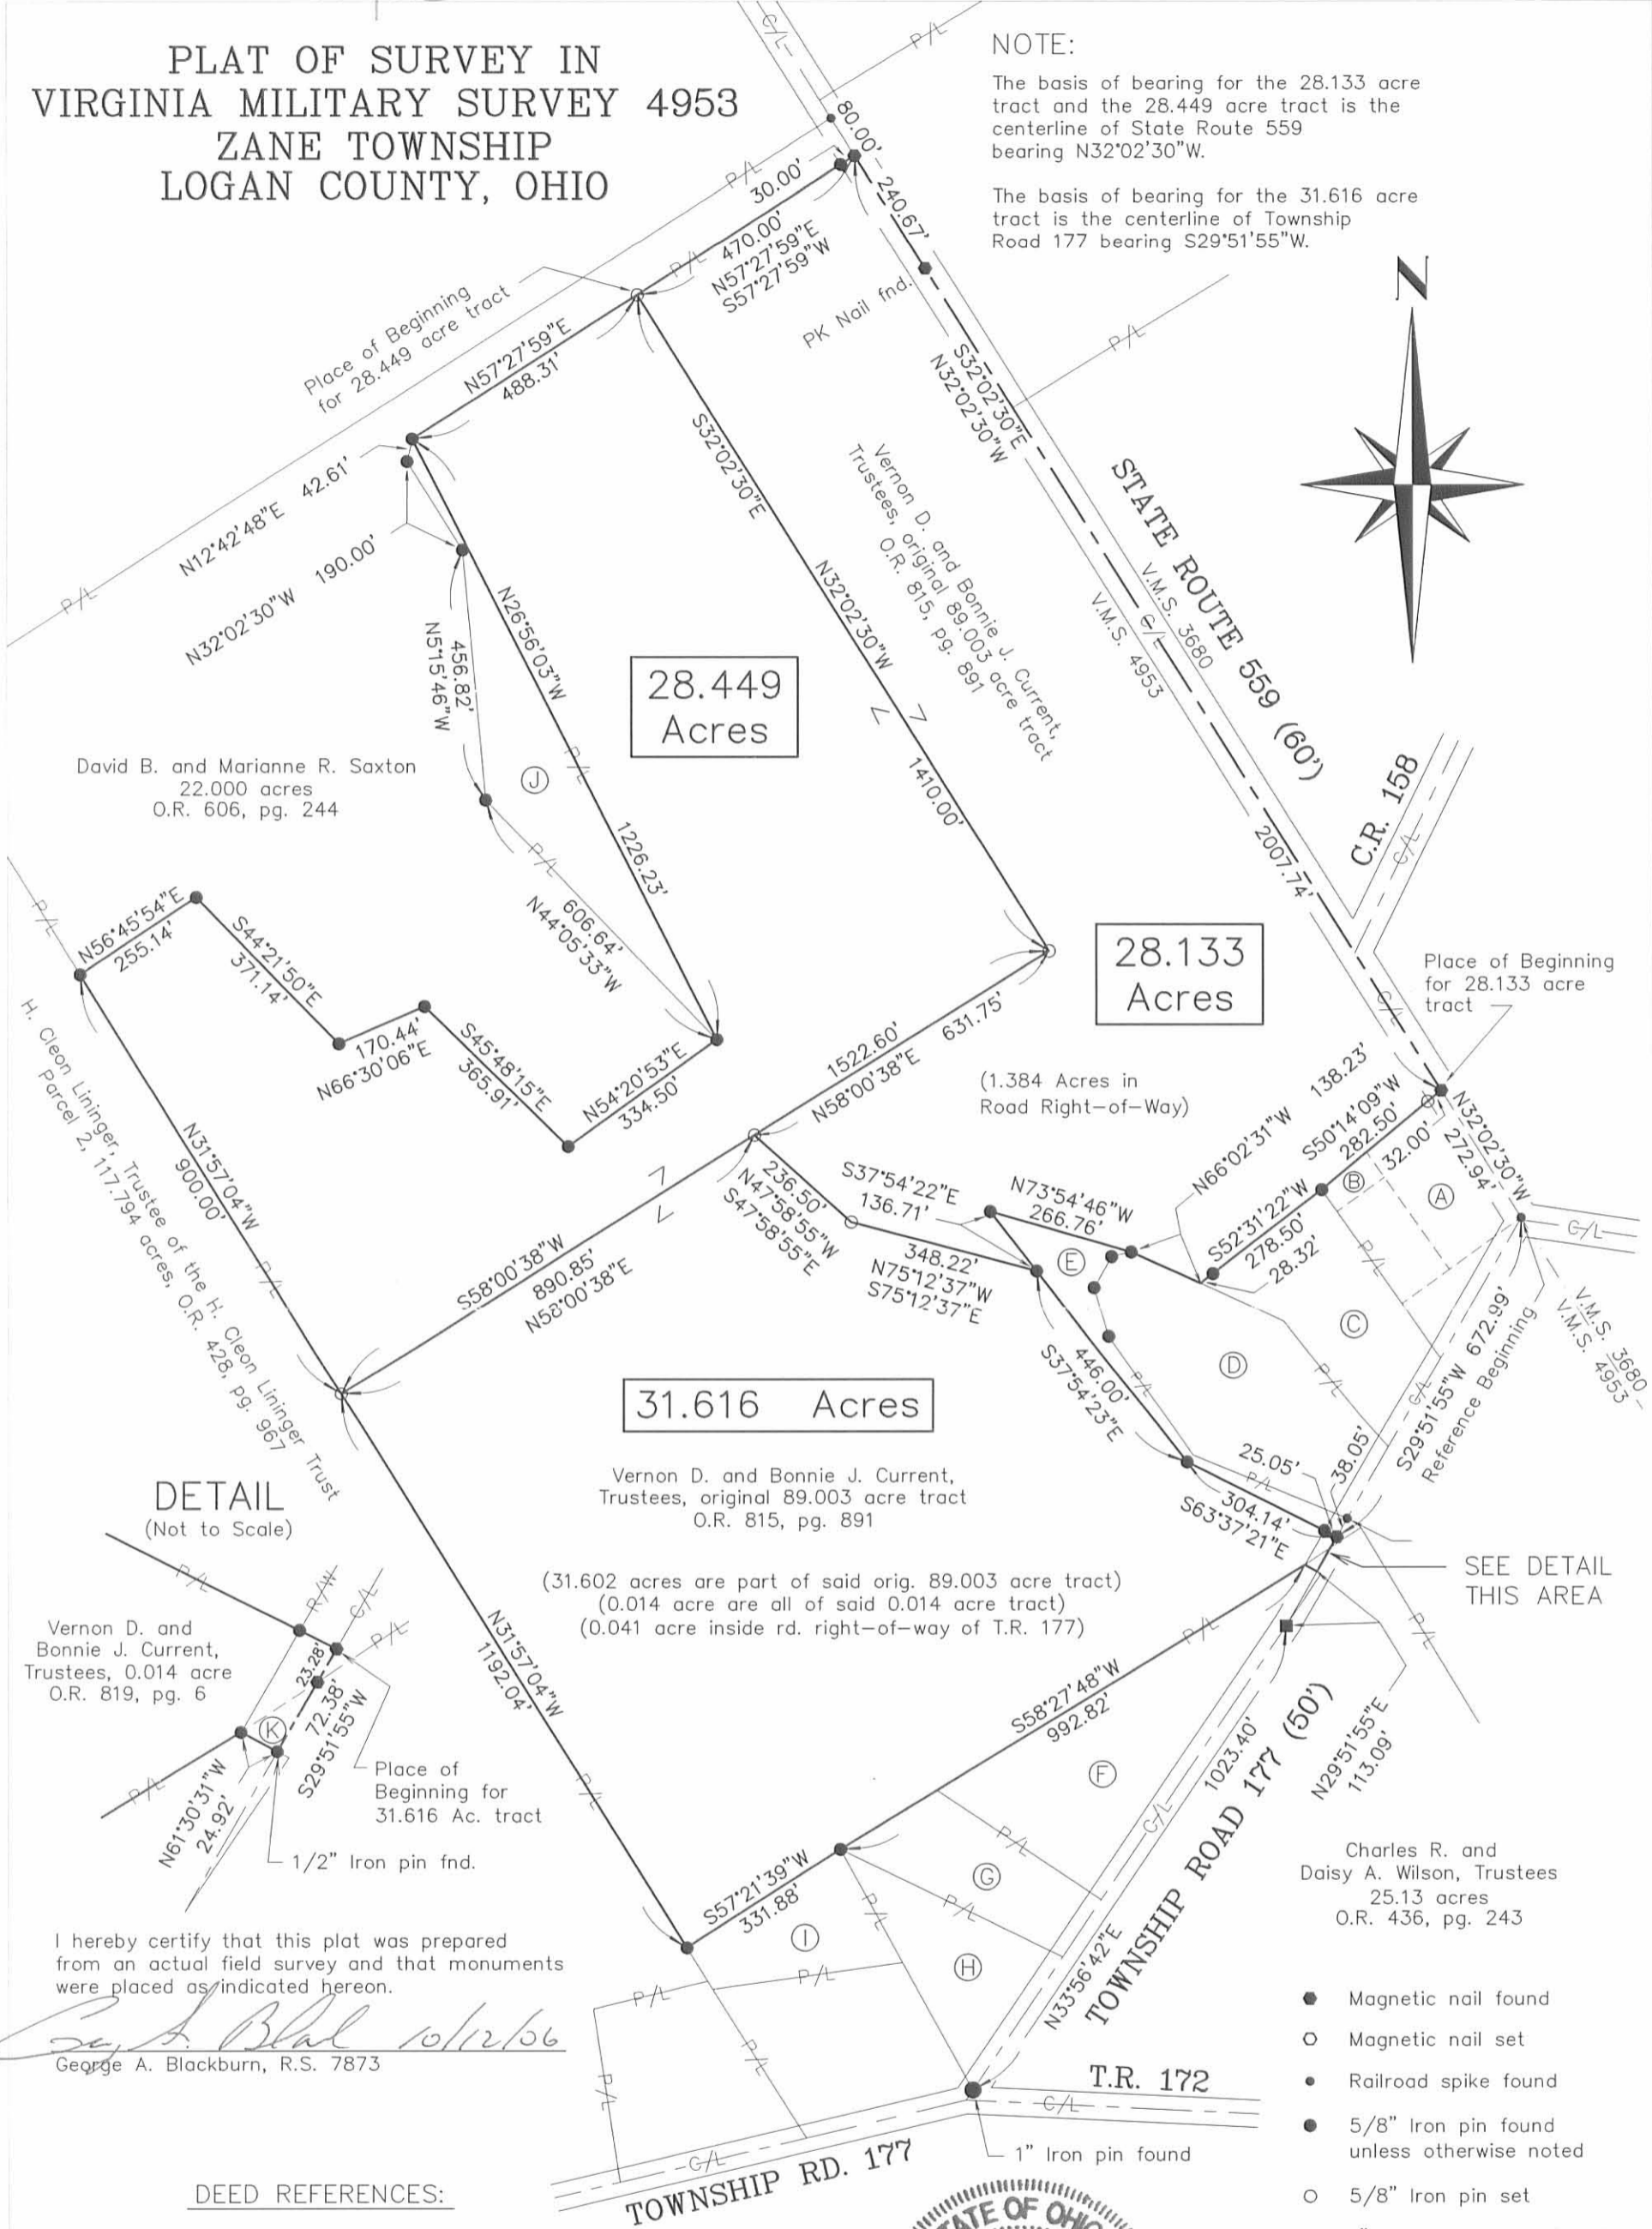 PLAT OF SURVEY IN
VIRGINIA MILITARY SURVEY 4953
ZANE TOWNSHIP
LOGAN COUNTY, OHIO
NOTE:
The basis of bearing for the 28.133 acre
tract and the 28.449 acre tract is the
centerline of State Route 559
bearing N32°02'30"W.
The basis of bearing for the 31.616 acre
tract is the centerline of Township
Road 177 bearing S29°51'55"W.
N
C/L
P/L
80.00'
P/L
30.00'
240.67'
P/L
470.00'
N57°27'59"E
S57°27'59"W
PK Nail fnd.
Place of Beginning
for 28.449 acre tract
N57°27'59"E
488.31'
P/L
S32°02'30"E
N32°02'30"W
N12°42'48"E 42.61'
N32°02'30"W 190.00'
P/L
S32°02'30"E
N32°02'30"W
1410.00'
Vernon D. and Bonnie J. Current,
Trustees, original 89.003 acre tract
O.R. 815, pg. 891
STATE ROUTE 559 (60')
V.M.S. 3680
C/L
V.M.S. 4953
2007.74'
N26°56'03"W
P/L
1226.23'
456.82'
N5°15'46"W
28.449
Acres
J
David B. and Marianne R. Saxton
22.000 acres
O.R. 606, pg. 244
P/L
606.64'
N44°05'33"W
C.R. 158
C/L
28.133
Acres
Place of Beginning
for 28.133 acre
tract
C/L
P/L
N56°45'54"E
255.14'
S44°21'50"E
371.14'
170.44'
N66°30'06"E
S45°48'15"E
365.91'
N54°20'53"E
334.50'
1522.60'
N58°00'38"E 631.75'
(1.384 Acres in
Road Right-of-Way)
N66°02'31"W 138.23'
S50°14'09"W
282.50'
32.00'
N32°02'30"W
272.94'
H. Cleon Lininger, Trustee of the H. Cleon Lininger Trust
Parcel 2, 117.794 acres, O.R. 428, pg. 967
N31°57'04"W
900.00'
P/L
236.50'
N47°58'55"W
S47°58'55"E
S37°54'22"E
136.71'
N73°54'46"W
266.76'
S52°31'22"W
278.50'
28.32'
B
A
P/L
C/L
E
348.22'
N75°12'37"W
S75°12'37"E
S58°00'38"W
890.85'
N58°00'38"E
C
D
P/L
446.00'
S37°54'23"E
P/L
C/L
S29°51'55"W 672.99'
Reference Beginning
V.M.S. 3680
V.M.S. 4953
31.616 Acres
Vernon D. and Bonnie J. Current,
Trustees, original 89.003 acre tract
O.R. 815, pg. 891
25.05'
P/L
38.05'
304.14'
S63°37'21"E
SEE DETAIL
THIS AREA
(31.602 acres are part of said orig. 89.003 acre tract)
(0.014 acre are all of said 0.014 acre tract)
(0.041 acre inside rd. right-of-way of T.R. 177)
P/L
P/L
DETAIL
(Not to Scale)
P/L
R/W
C/L
P/L
Vernon D. and
Bonnie J. Current,
Trustees, 0.014 acre
O.R. 819, pg. 6
23.28'
72.38'
S29°51'55"W
K
P/L
N61°30'31"W
24.92'
Place of
Beginning for
31.616 Ac. tract
1/2" Iron pin fnd.
N31°57'04"W
1192.04'
P/L
S58°27'48"W
992.82'
N29°51'55"E
113.09'
1023.40'
TOWNSHIP ROAD 177 (50')
C/L
F
P/L
G
P/L
S57°21'39"W
331.88'
P/L
I
H
P/L
P/L
P/L
P/L
N33°56'42"E
Charles R. and
Daisy A. Wilson, Trustees
25.13 acres
O.R. 436, pg. 243
I hereby certify that this plat was prepared
from an actual field survey and that monuments
were placed as indicated hereon.
10/12/06
George A. Blackburn, R.S. 7873
T.R. 172
C/L
1" Iron pin found
C/L
TOWNSHIP RD. 177
Magnetic nail found
Magnetic nail set
Railroad spike found
5/8" Iron pin found
unless otherwise noted
5/8" Iron pin set
DEED REFERENCES:
STATE OF OHIO